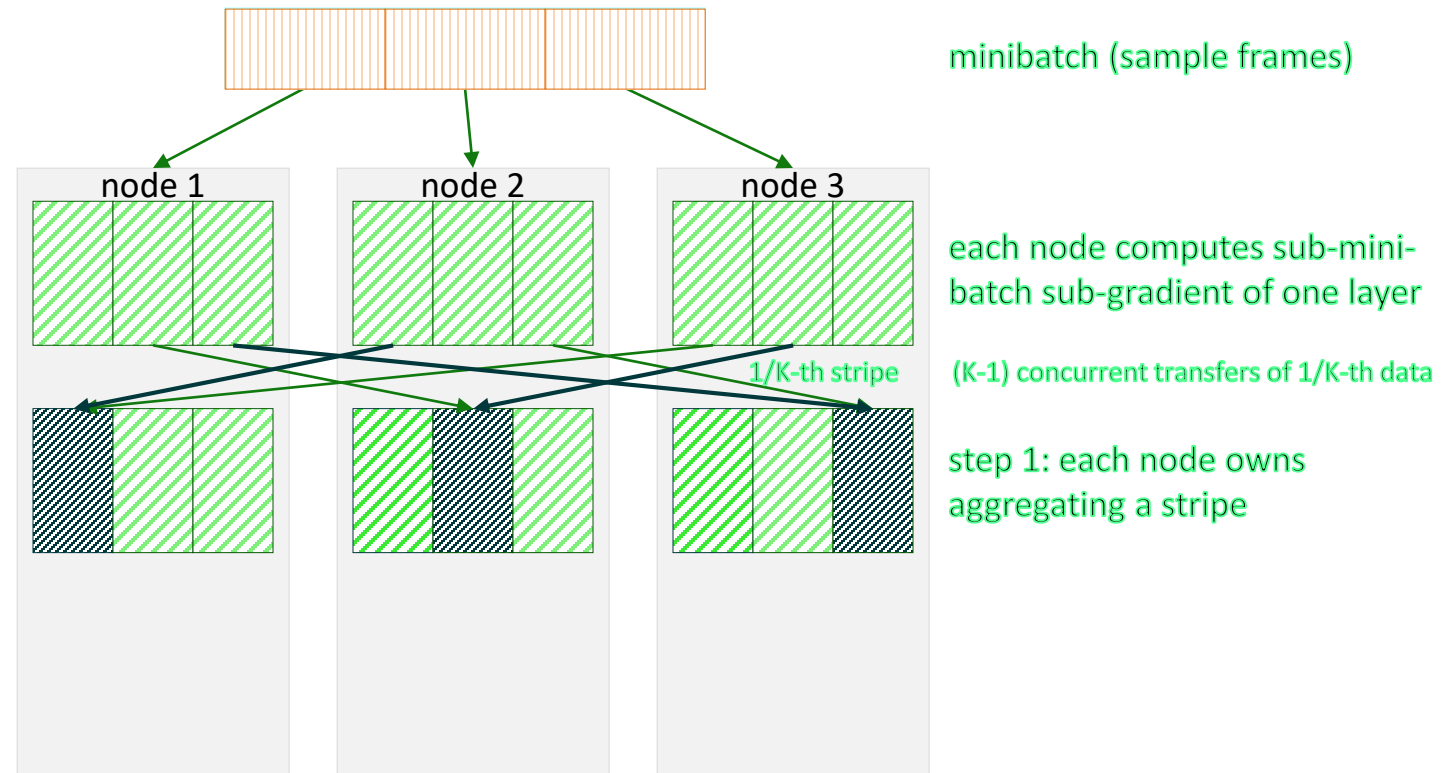 minibatch (sample frames)
node 1
node 2
node 3
each node computes sub-mini-
batch sub-gradient of one layer
1/K-th stripe
(K-1) concurrent transfers of 1/K-th data
step 1: each node owns
aggregating a stripe